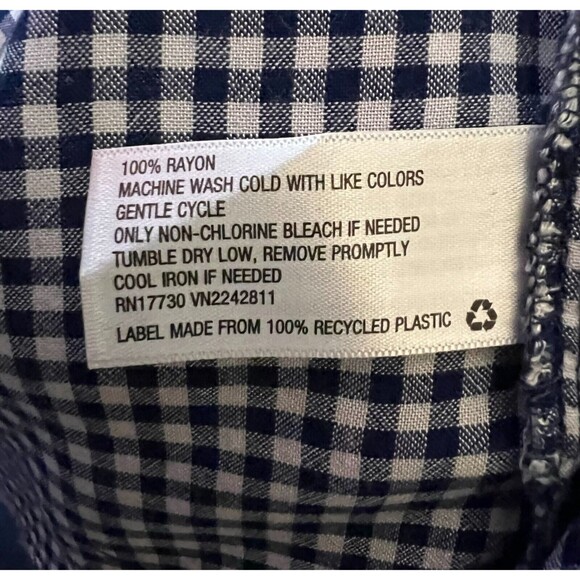 100% RAYON
MACHINE WASH COLD WITH LIKE COLORS
GENTLE CYCLE
ONLY NON-CHLORINE BLEACH IF NEEDED
TUMBLE DRY LOW, REMOVE PROMPTLY
COOL IRON IF NEEDED
RN17730 VN2242811
LABEL MADE FROM 100% RECYCLED PLASTIC